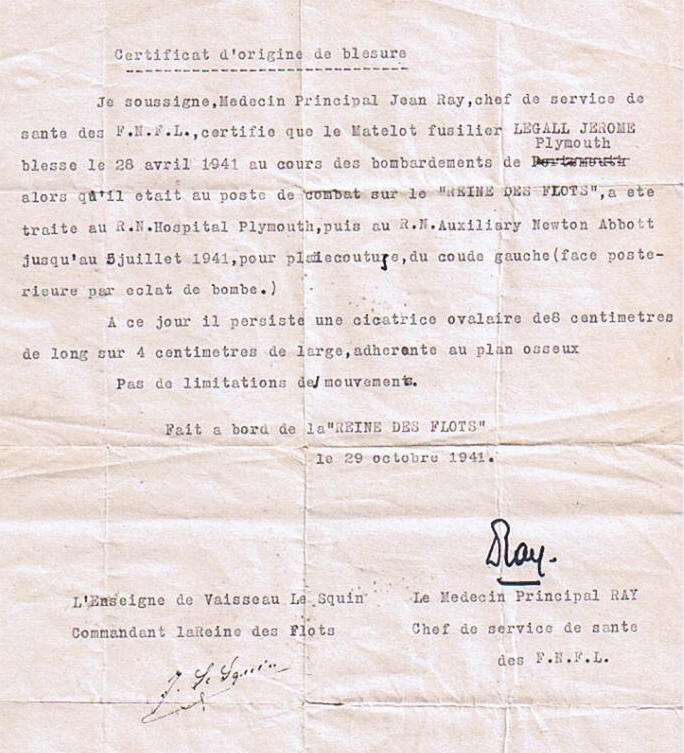 Certificat d'origine de blesure
Je soussigne,Medecin Principal Jean Ray,chef de service de
sante des F.N.F.L.,certifie que le Matelot fusilier LEGALL JEROME
Plymouth
blesse le 28 avril 1941 au cours des bombardements de Portsmouth
alors qu'il etait au poste de combat sur le "REINE DES FLOTS",a ete
traite au R.N.Hospital Plymouth,puis au R.N.Auxiliary Newton Abbott
jusqu'au 5juillet 1941,pour plaiecouture,du coude gauche(face poste-
rieure par eclat de bombe.)
A ce jour il persiste une cicatrice ovalaire de8 centimetres
de long sur 4 centimetres de large,adherente au plan osseux
Pas de limitations de/mouvements.
Fait a bord de la"REINE DES FLOTS"
le 29 octobre 1941.
Ray.
L'Enseigne de Vaisseau Le Squin
Le Medecin Principal RAY
Commandant laReine des Flots
Chef de service de sante
des F.N.F.L.
J. Le Squin